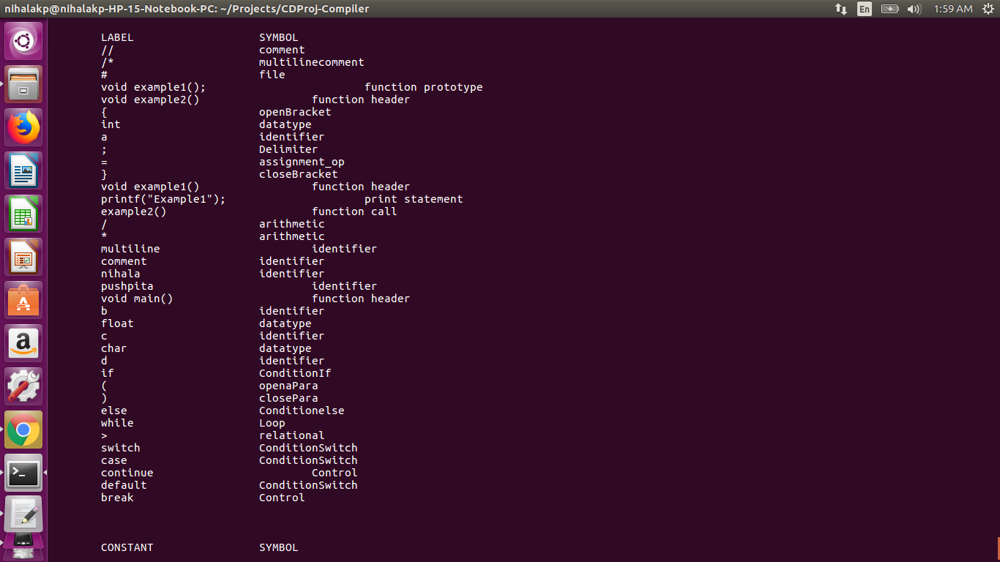 nihalakp@nihalakp-HP-15-Notebook-PC: ~/Projects/CDProj-Compiler En 1:59 AM
LABEL SYMBOL
// comment
/* multilinecomment
# file
void example1(); function prototype
void example2() function header
{ openBracket
int datatype
a identifier
; Delimiter
= assignment_op
} closeBracket
void example1() function header
printf("Example1"); print statement
example2() function call
/ arithmetic
* arithmetic
multiline identifier
comment identifier
nihala identifier
pushpita identifier
void main() function header
b identifier
float datatype
c identifier
char datatype
d identifier
if ConditionIf
( openaPara
) closePara
else Conditionelse
while Loop
> relational
switch ConditionSwitch
case ConditionSwitch
continue Control
default ConditionSwitch
break Control
CONSTANT SYMBOL